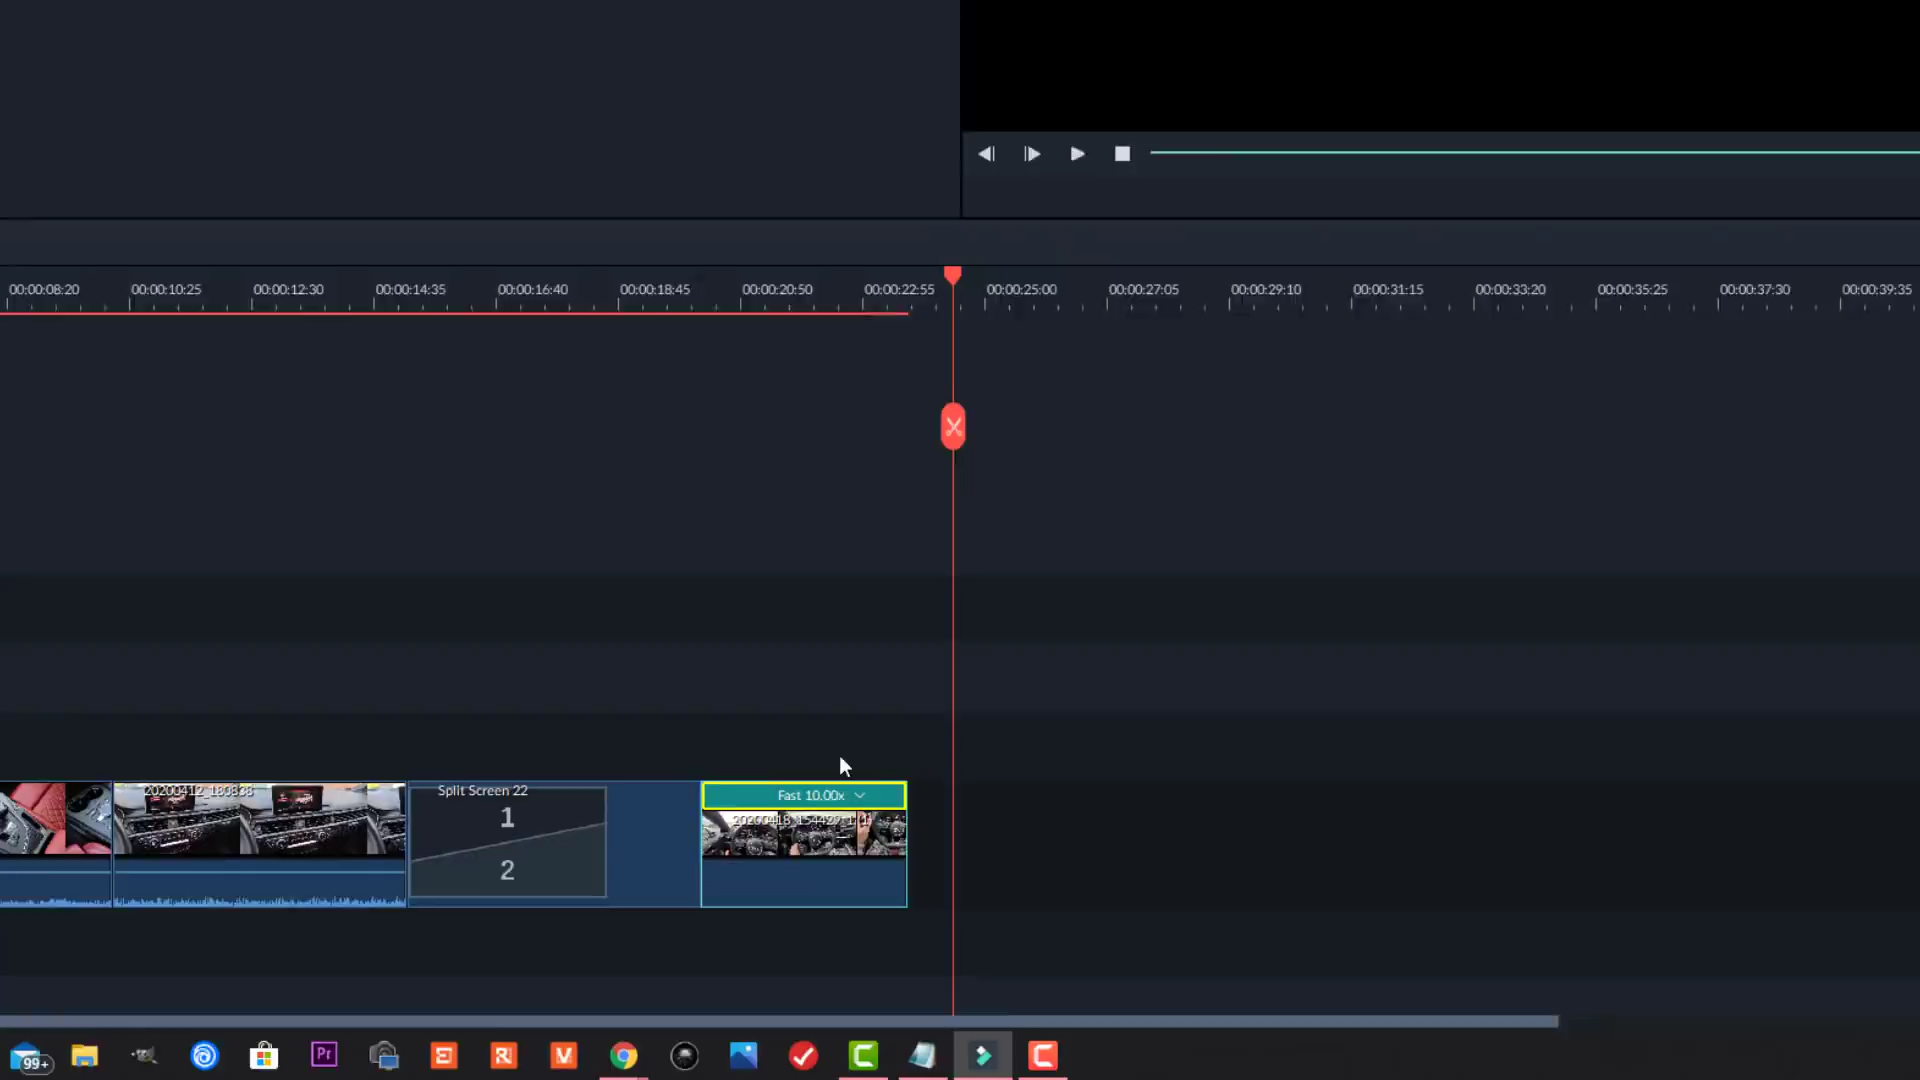 00:00:08:20 00:00:10:25 00:00:12:30 00:00:14:35 00:00:16:40 00:00:18:45 00:00:20:50 00:00:22:55 00:00:25:00 00:00:27:05 00:00:29:10 00:00:31:15 00:00:33:20 00:00:35:25 00:00:37:30 00:00:39:35
20200412_180838
Split Screen 22
1
2
Fast 10.00x
99+
Pr
E
R
V
C
C